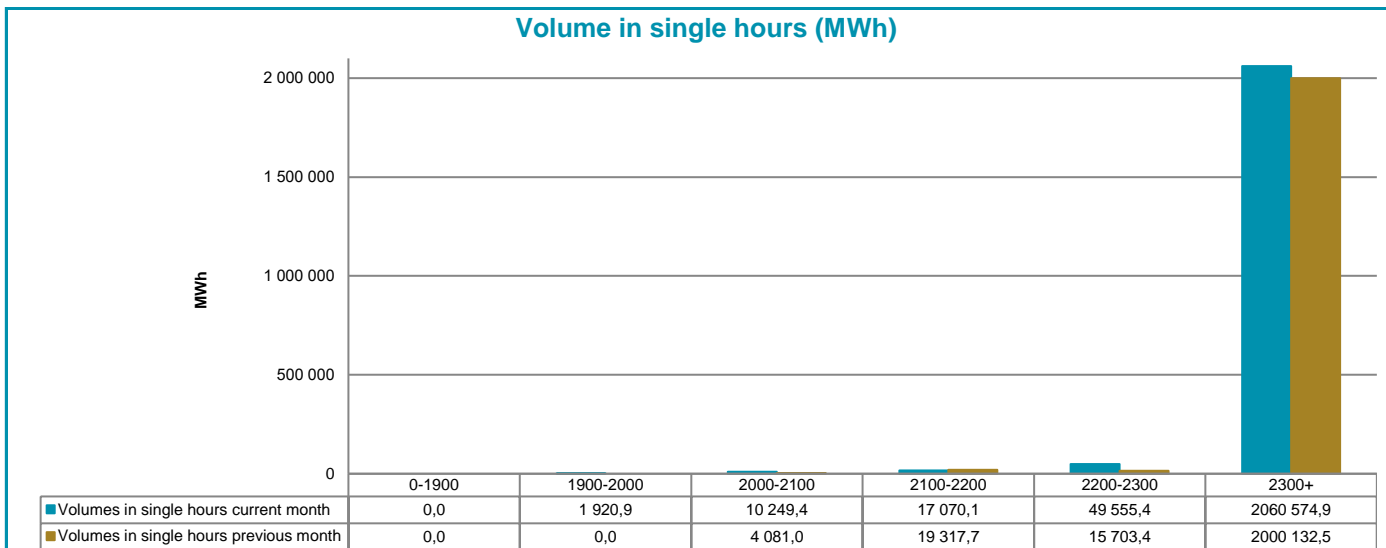 Volume in single hours (MWh)
2 000 000
1 500 000
1 000 000
500 000
0
MWh
0-1900 1900-2000 2000-2100 2100-2200 2200-2300 2300+
Volumes in single hours current month 0,0 1 920,9 10 249,4 17 070,1 49 555,4 2060 574,9
Volumes in single hours previous month 0,0 0,0 4 081,0 19 317,7 15 703,4 2000 132,5